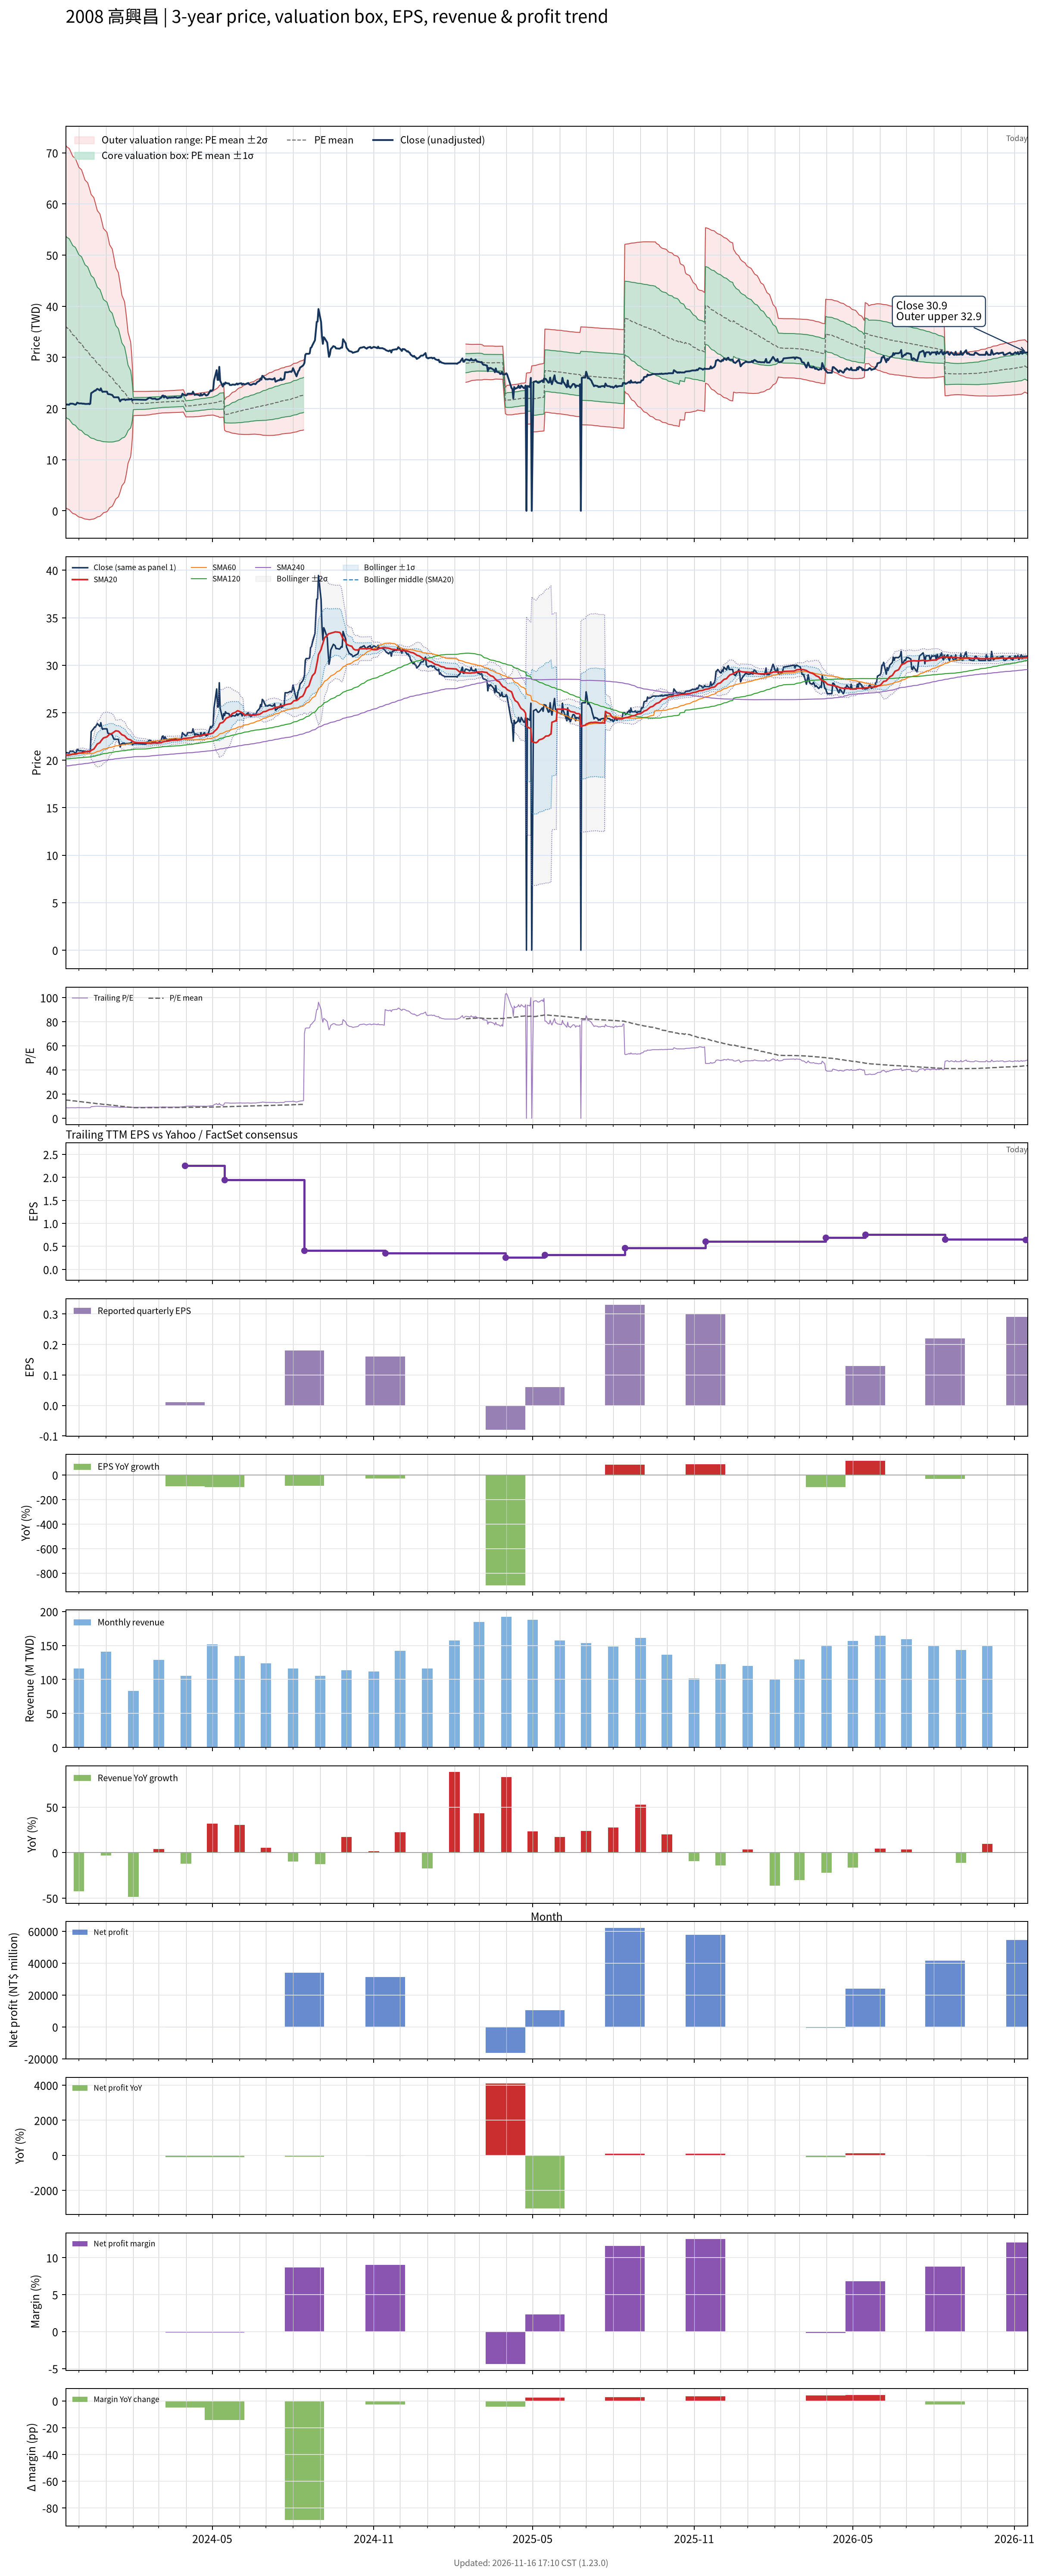 2008 高興昌 | 3-year price, valuation box, EPS, revenue & profit trend
Outer valuation range: PE mean ±2σ
PE mean
Close (unadjusted)
Core valuation box: PE mean ±1σ
Today
Close 30.9
Outer upper 32.9
Price (TWD)
70
60
50
40
30
20
10
0
Close (same as panel 1)
SMA60
SMA240
Bollinger ±1σ
SMA20
SMA120
Bollinger ±2σ
Bollinger middle (SMA20)
Price
40
35
30
25
20
15
10
5
0
Trailing P/E
P/E mean
P/E
100
80
60
40
20
0
Trailing TTM EPS vs Yahoo / FactSet consensus
Today
EPS
2.5
2.0
1.5
1.0
0.5
0.0
Reported quarterly EPS
EPS
0.3
0.2
0.1
0.0
-0.1
EPS YoY growth
YoY (%)
0
-200
-400
-600
-800
Monthly revenue
Revenue (M TWD)
200
150
100
50
0
Revenue YoY growth
YoY (%)
50
0
-50
Month
Net profit
Net profit (NT$ million)
60000
40000
20000
0
-20000
Net profit YoY
YoY (%)
4000
2000
0
-2000
Net profit margin
Margin (%)
10
5
0
-5
Margin YoY change
Δ margin (pp)
0
-20
-40
-60
-80
2024-05
2024-11
2025-05
2025-11
2026-05
2026-11
Updated: 2026-11-16 17:10 CST (1.23.0)